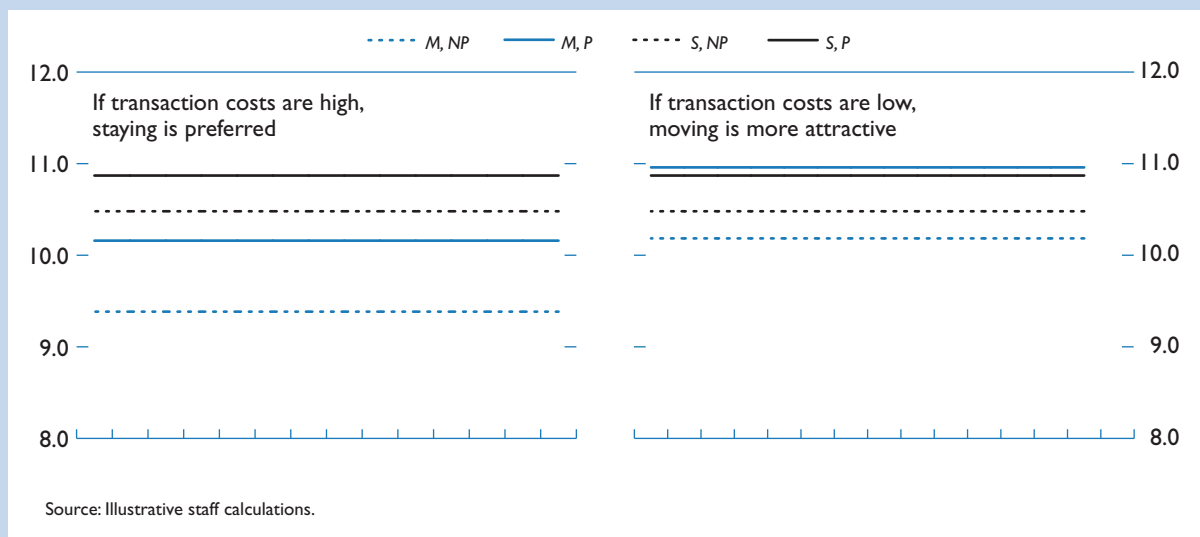 M, NP M, P S, NP S, P
12.0 12.0
If transaction costs are high,
staying is preferred
If transaction costs are low,
moving is more attractive
11.0 11.0
10.0 10.0
9.0 9.0
8.0 8.0
Source: Illustrative staff calculations.